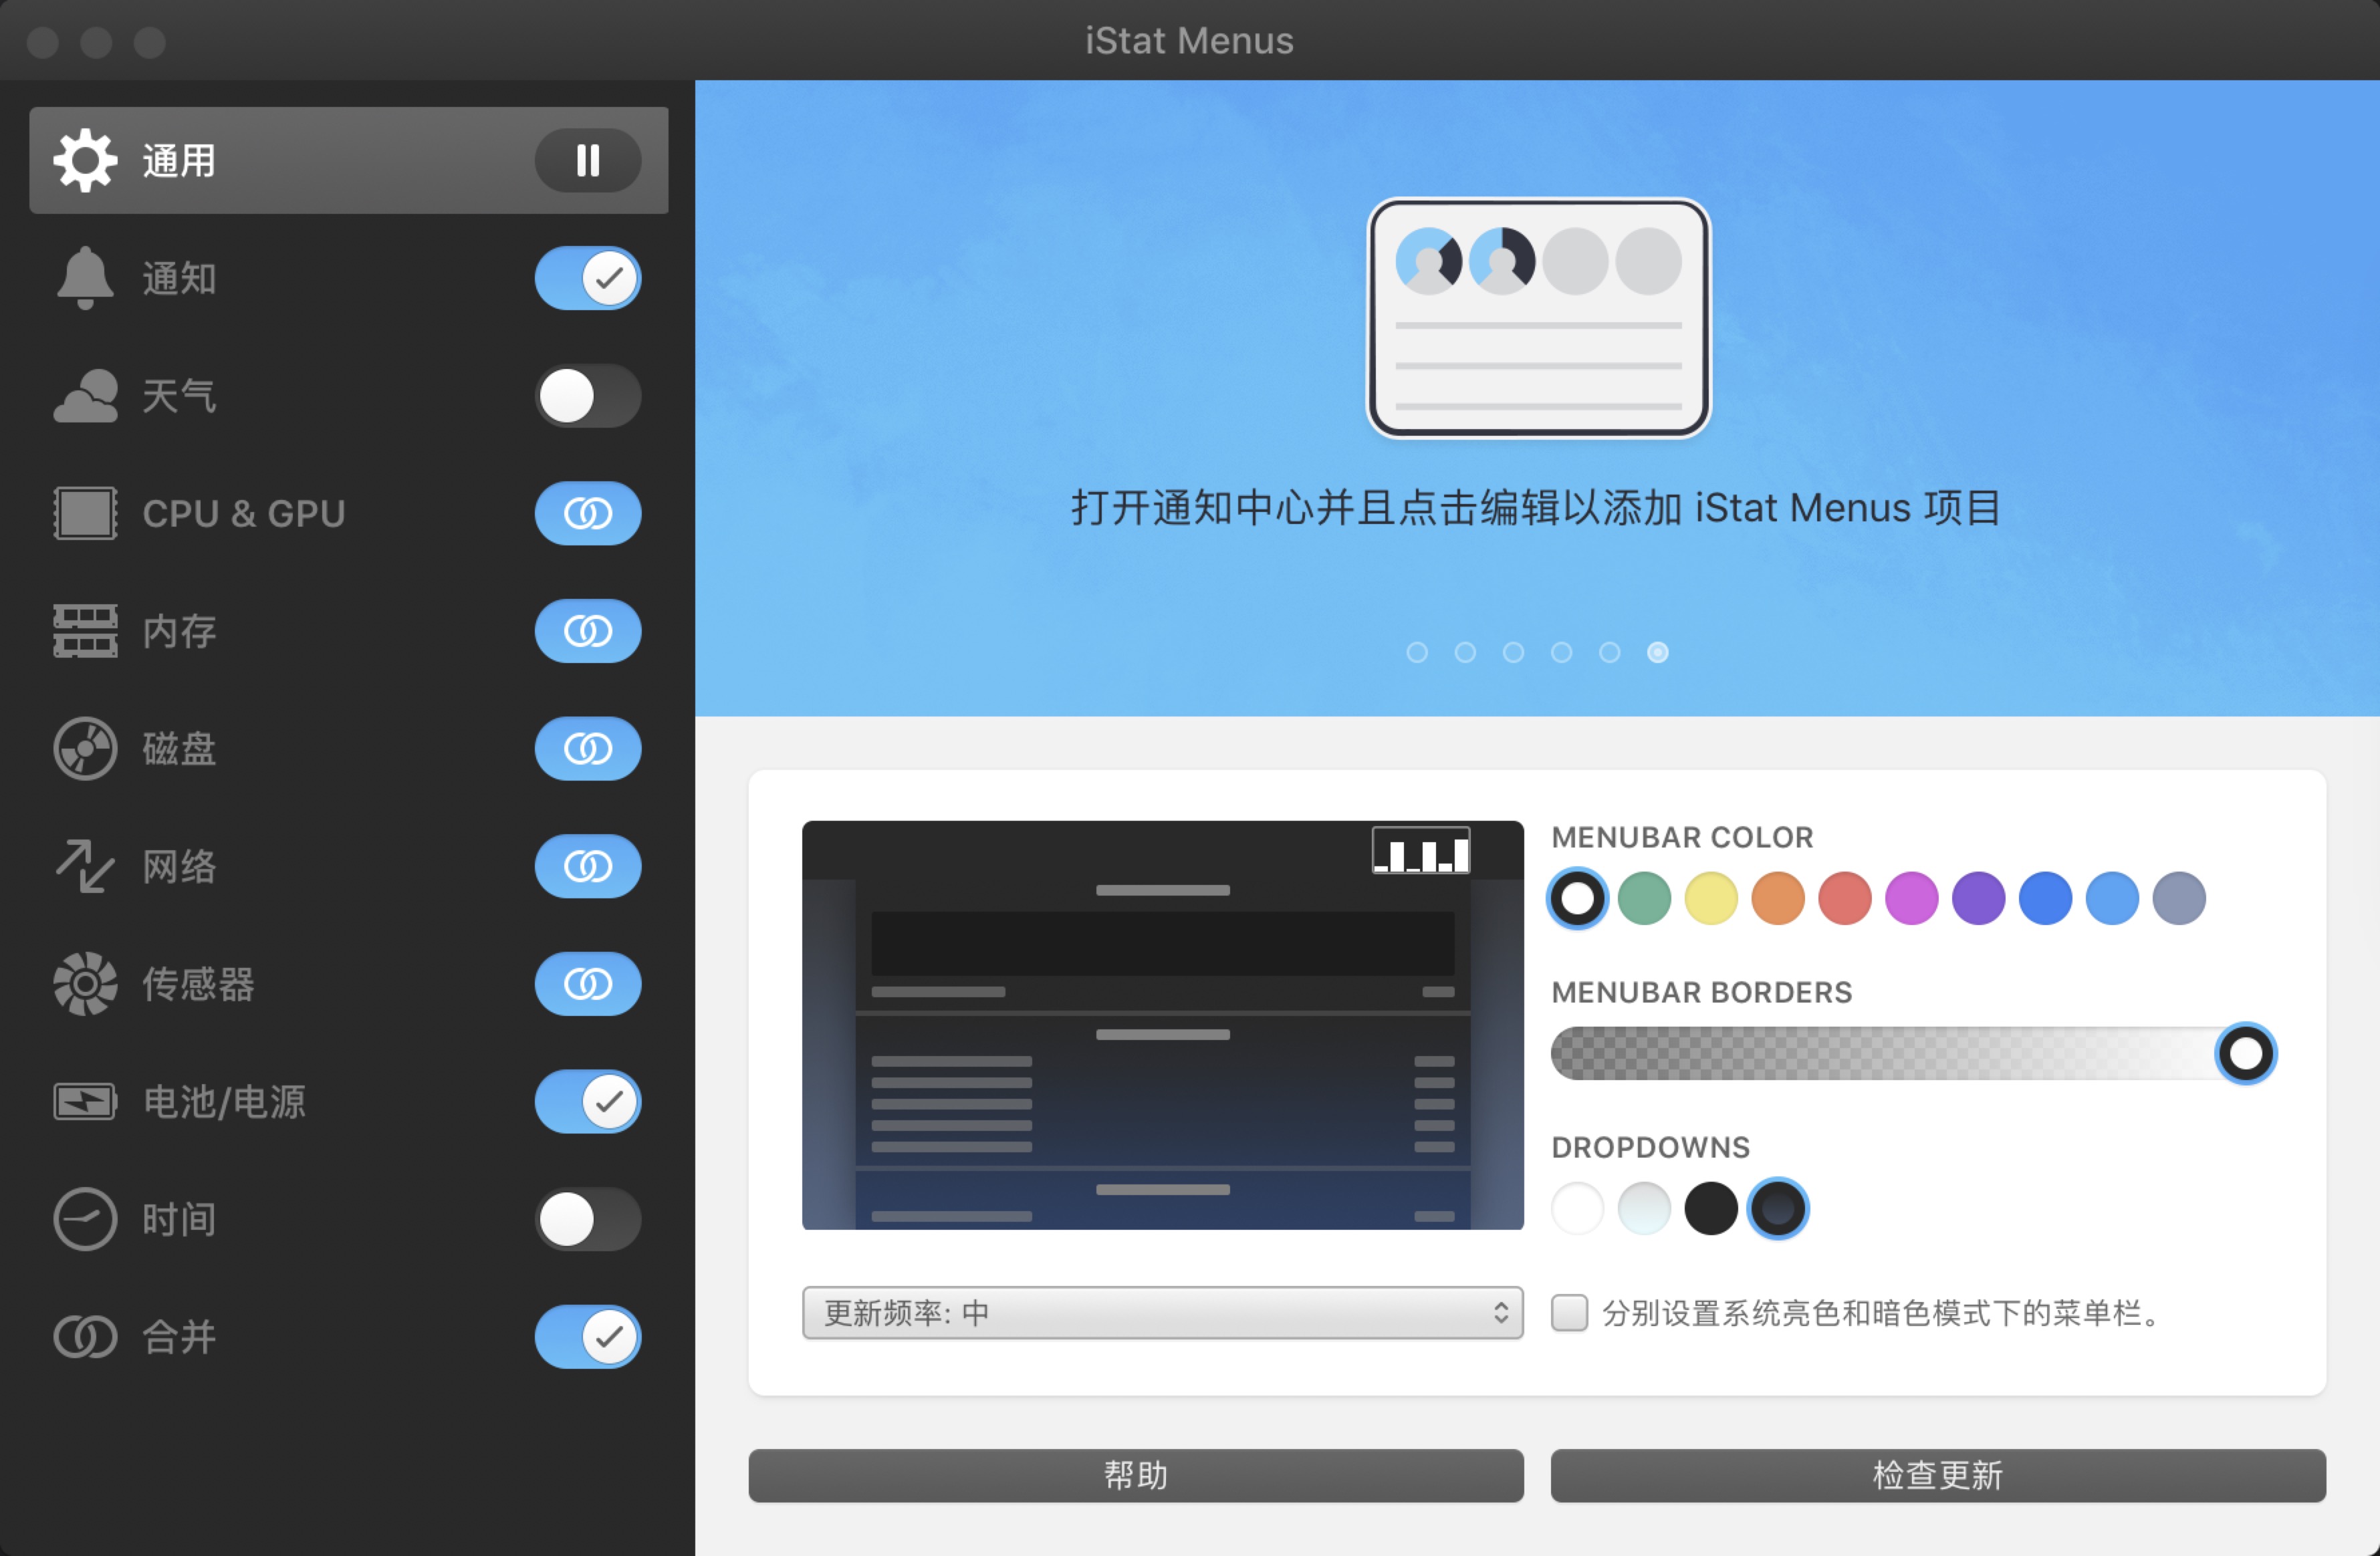 iStat Menus
通用
通知
天气
CPU & GPU
内存
磁盘
网络
传感器
电池/电源
时间
合并
打开通知中心并且点击编辑以添加 iStat Menus 项目
MENUBAR COLOR
MENUBAR BORDERS
DROPDOWNS
更新频率: 中
分别设置系统亮色和暗色模式下的菜单栏。
帮助
检查更新